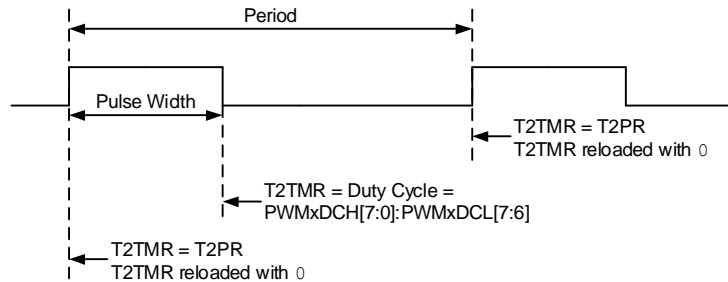 Period
Pulse Width
T2TMR = T2PR
T2TMR reloaded with 0
T2TMR = Duty Cycle =
PWMxDCH[7:0]:PWMxDCL[7:6]
T2TMR = T2PR
T2TMR reloaded with 0